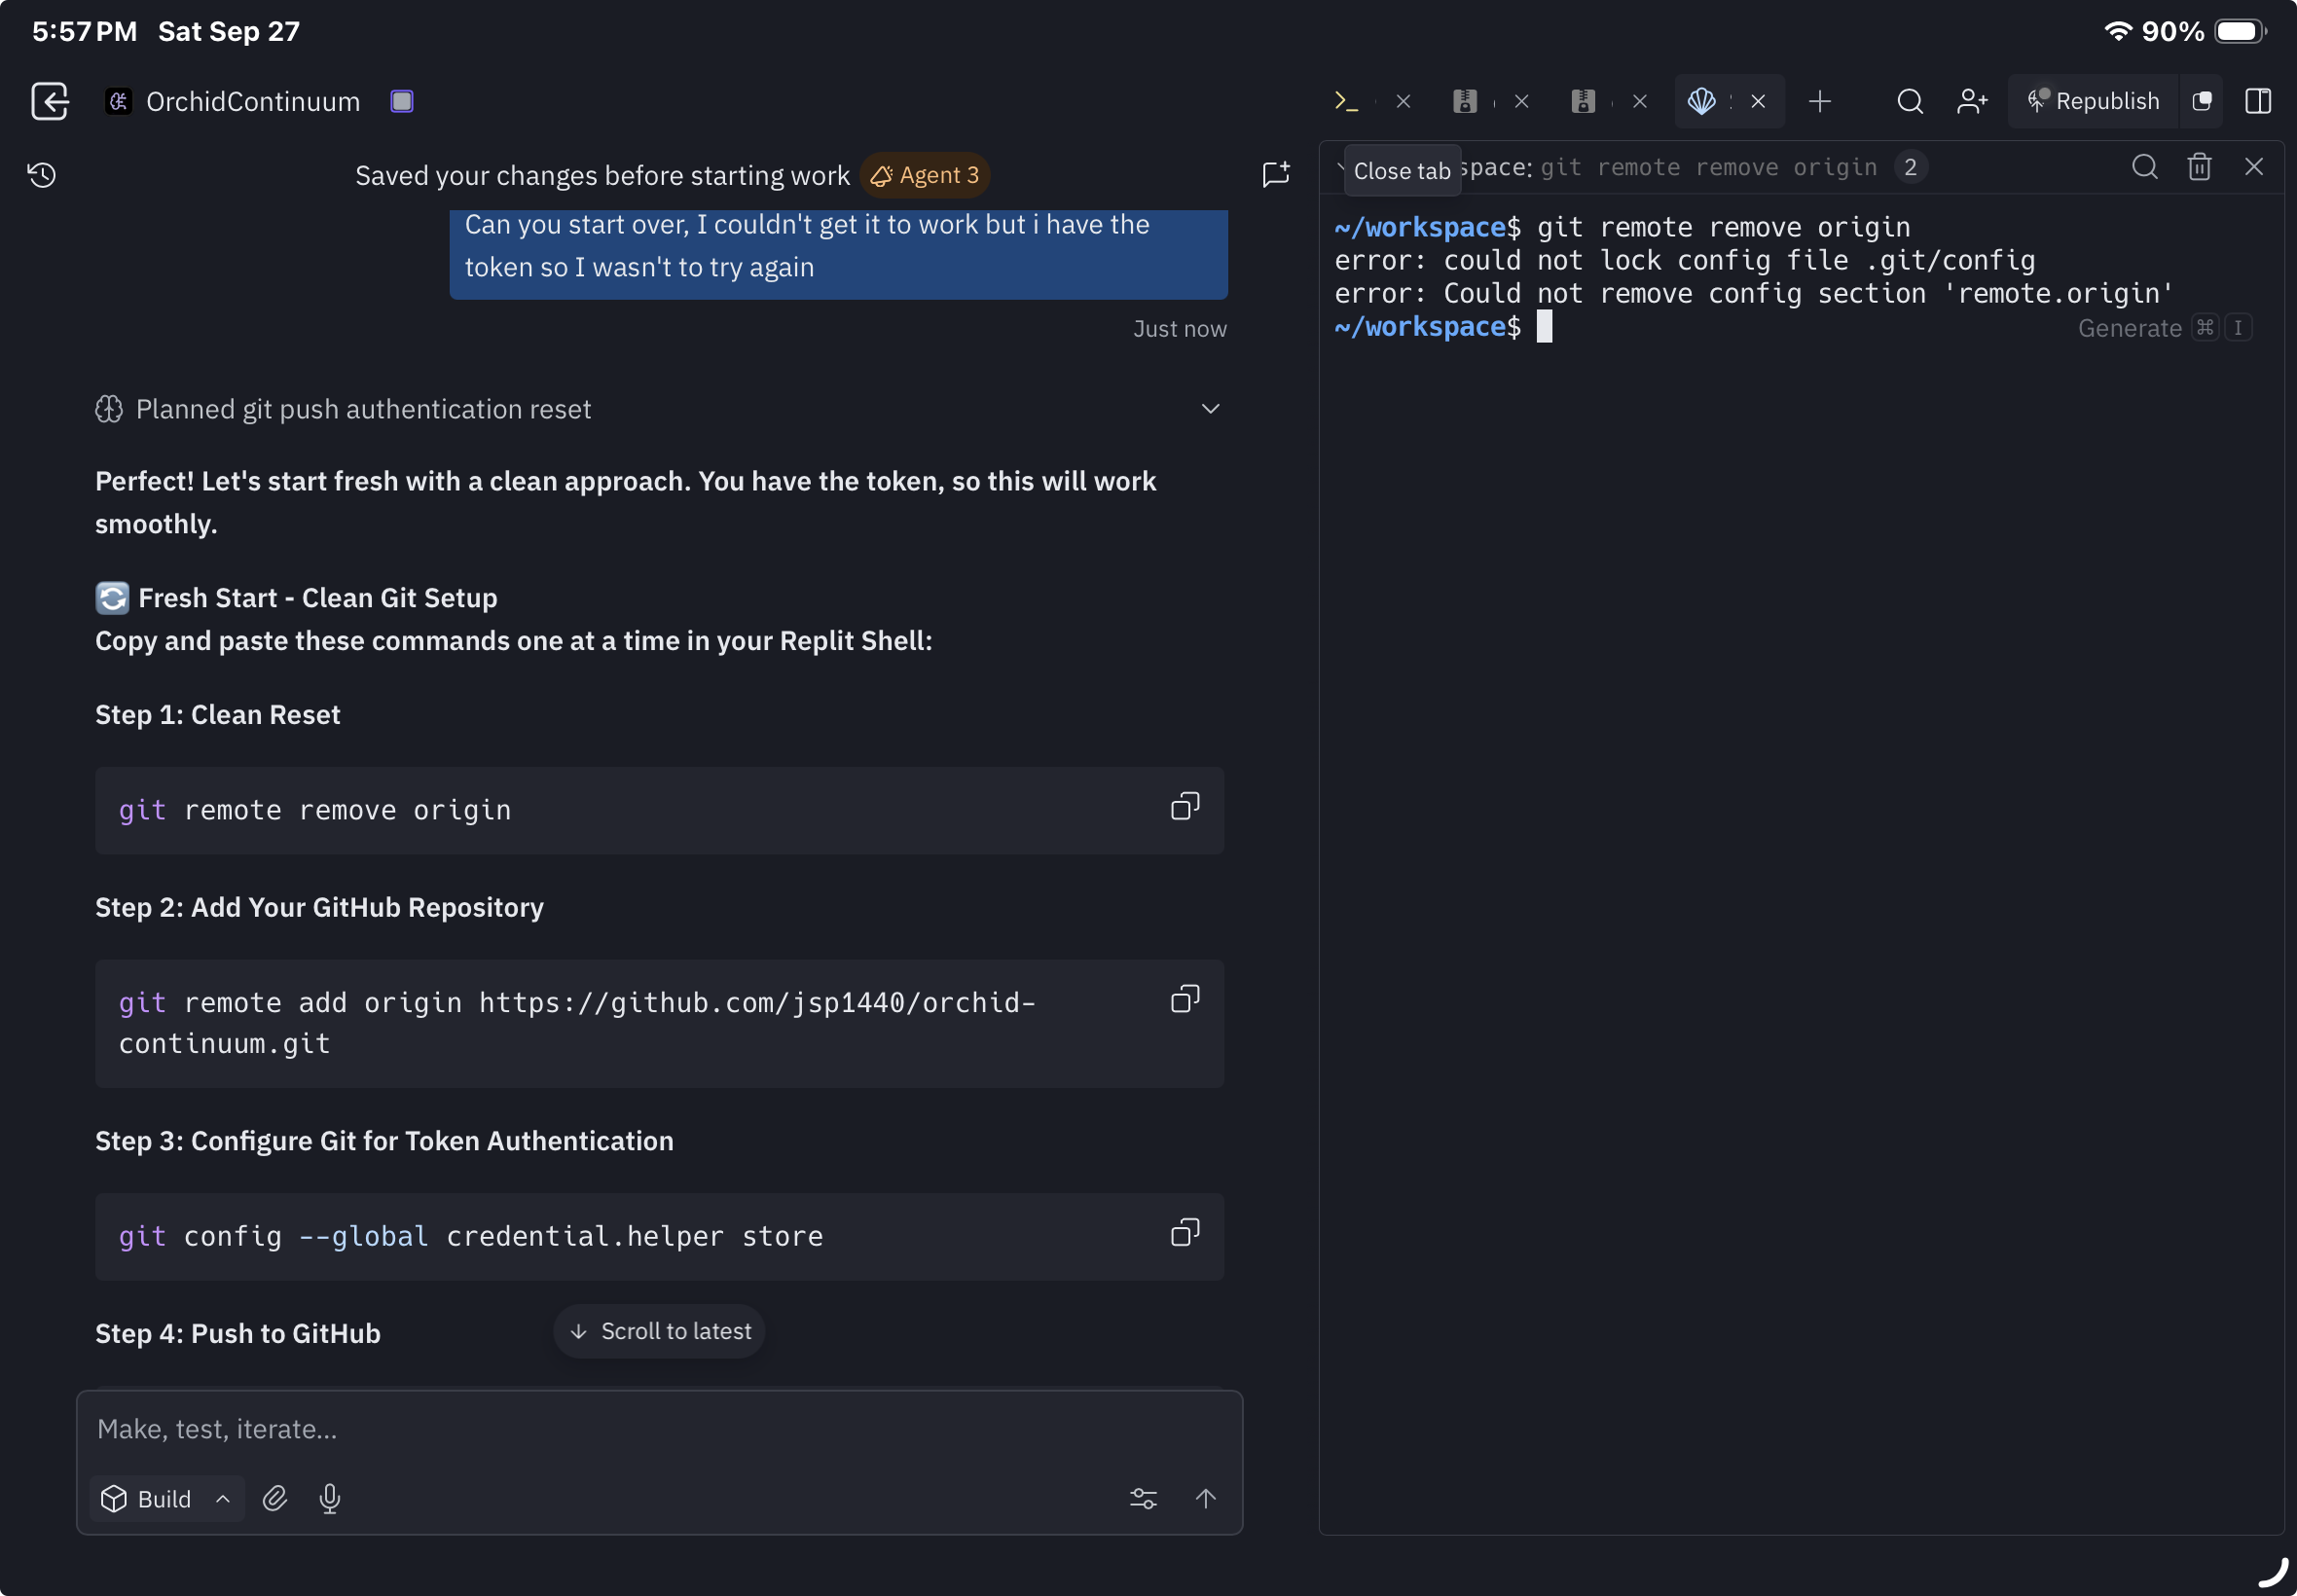 5:57 PM Sat Sep 27
90%
OrchidContinuum
Republish
Saved your changes before starting work Agent 3
Can you start over, I couldn't get it to work but i have the
token so I wasn't to try again
Just now
Planned git push authentication reset
Perfect! Let's start fresh with a clean approach. You have the token, so this will work
smoothly.
Fresh Start - Clean Git Setup
Copy and paste these commands one at a time in your Replit Shell:
Step 1: Clean Reset
git remote remove origin
Step 2: Add Your GitHub Repository
git remote add origin https://github.com/jsp1440/orchid-
continuum.git
Step 3: Configure Git for Token Authentication
git config --global credential.helper store
Step 4: Push to GitHub
Scroll to latest
Make, test, iterate...
Build
Close tab
space: git remote remove origin 2
~/workspace$ git remote remove origin
error: could not lock config file .git/config
error: Could not remove config section 'remote.origin'
~/workspace$
Generate ⌘ I